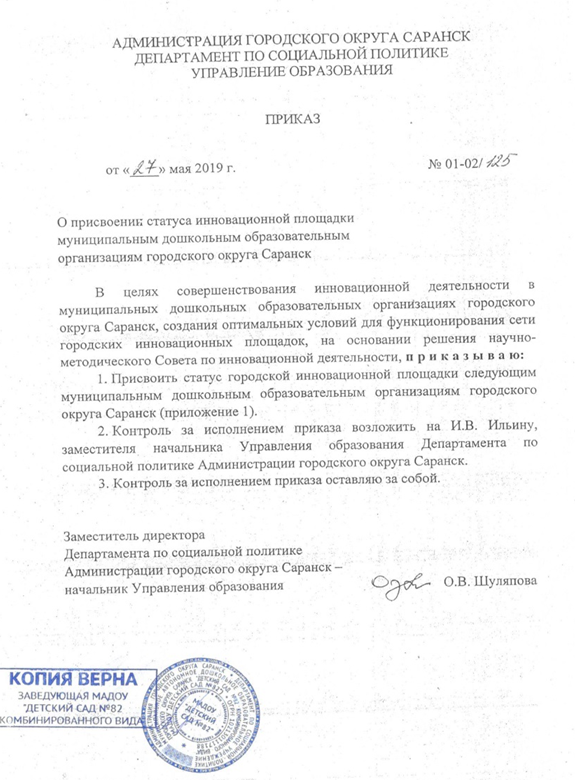 АДМИНИСТРАЦИЯ ГОРОДСКОГО ОКРУГА САРАНСК
ДЕПАРТАМЕНТ ПО СОЦИАЛЬНОЙ ПОЛИТИКЕ
УПРАВЛЕНИЕ ОБРАЗОВАНИЯ
ПРИКАЗ
от «27» мая 2019 г. № 01-02/125
О присвоении статуса инновационной площадки
муниципальным дошкольным образовательным
организациям городского округа Саранск
В целях совершенствования инновационной деятельности в
муниципальных дошкольных образовательных организациях городского
округа Саранск, создания оптимальных условий для функционирования сети
городских инновационных площадок, на основании решения научно-
методического Совета по инновационной деятельности, приказываю:
1. Присвоить статус городской инновационной площадки следующим
муниципальным дошкольным образовательным организациям городского
округа Саранск (приложение 1).
2. Контроль за исполнением приказа возложить на И.В. Ильину,
заместителя начальника Управления образования Департамента по
социальной политике Администрации городского округа Саранск.
3. Контроль за исполнением приказа оставляю за собой.
Заместитель директора
Департамента по социальной политике
Администрации городского округа Саранск –
начальник Управления образования О.В. Шуляпова
КОПИЯ ВЕРНА
ЗАВЕДУЮЩАЯ МАДОУ
"ДЕТСКИЙ САД №82
КОМБИНИРОВАННОГО ВИДА
МАДОУ
"ДЕТСКИЙ
САД №82"